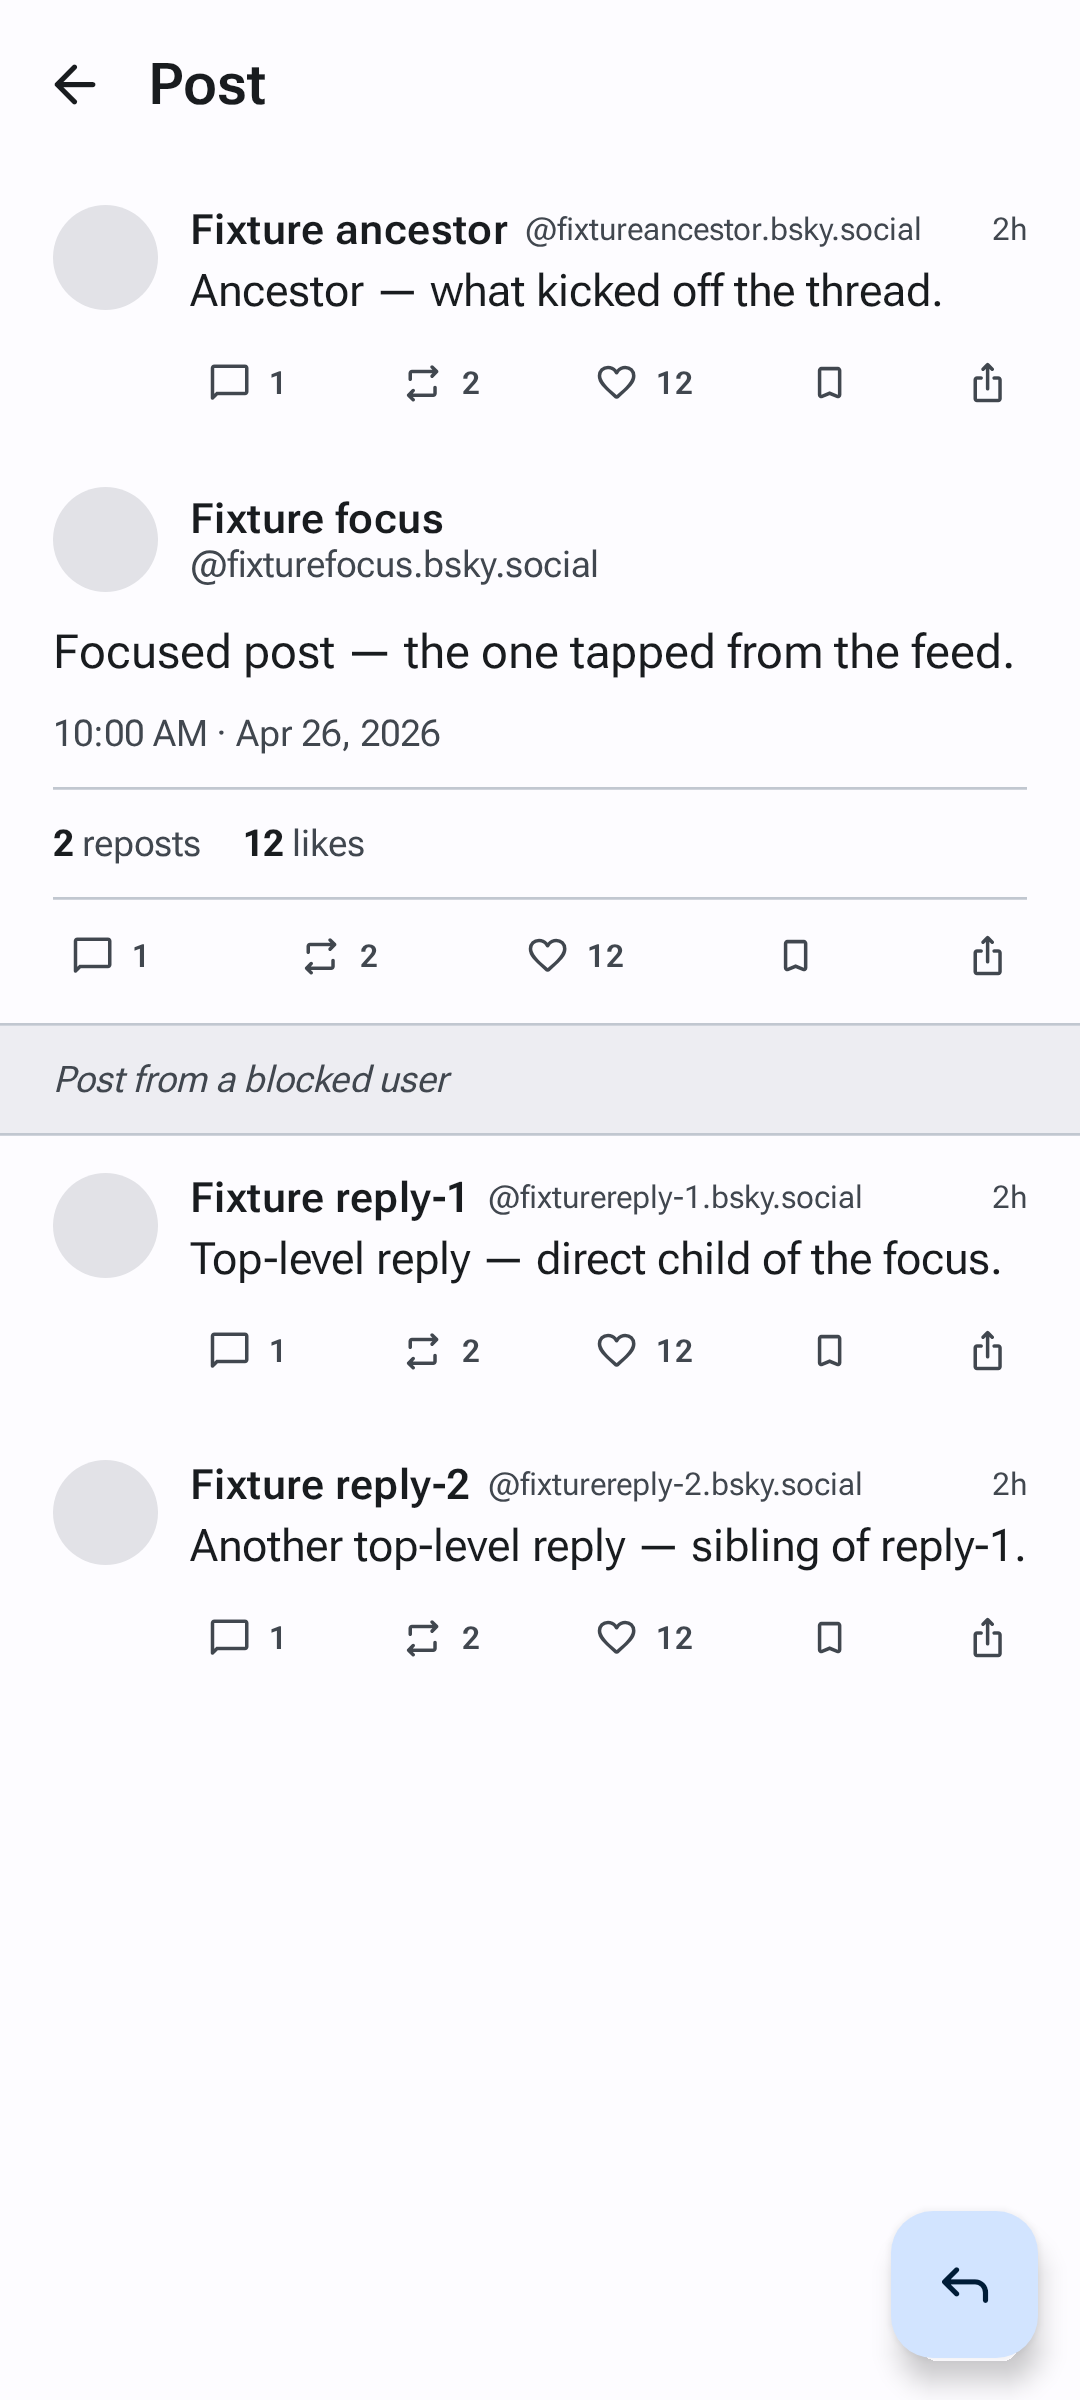 Post
Fixture ancestor @fixtureancestor.bsky.social 2h
Ancestor — what kicked off the thread.
1 2 12
Fixture focus
@fixturefocus.bsky.social
Focused post — the one tapped from the feed.
10:00 AM · Apr 26, 2026
2 reposts 12 likes
1 2 12
Post from a blocked user
Fixture reply-1 @fixturereply-1.bsky.social 2h
Top-level reply — direct child of the focus.
1 2 12
Fixture reply-2 @fixturereply-2.bsky.social 2h
Another top-level reply — sibling of reply-1.
1 2 12